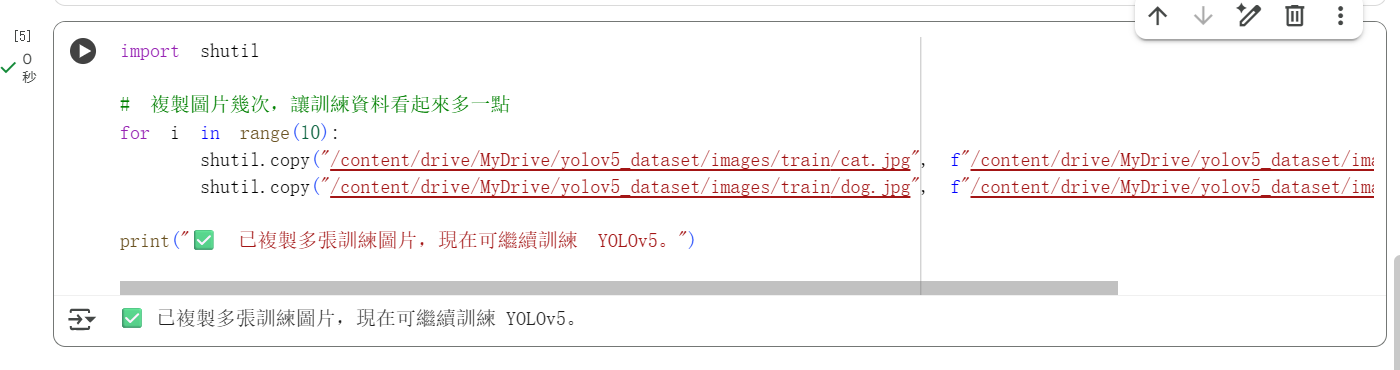 [5]
0
秒
import shutil
# 複製圖片幾次，讓訓練資料看起來多一點
for i in range(10):
shutil.copy("/content/drive/MyDrive/yolov5_dataset/images/train/cat.jpg", f"/content/drive/MyDrive/yolov5_dataset/ima
shutil.copy("/content/drive/MyDrive/yolov5_dataset/images/train/dog.jpg", f"/content/drive/MyDrive/yolov5_dataset/ima
print("✅ 已複製多張訓練圖片，現在可繼續訓練 YOLOv5。")
✅ 已複製多張訓練圖片，現在可繼續訓練 YOLOv5。